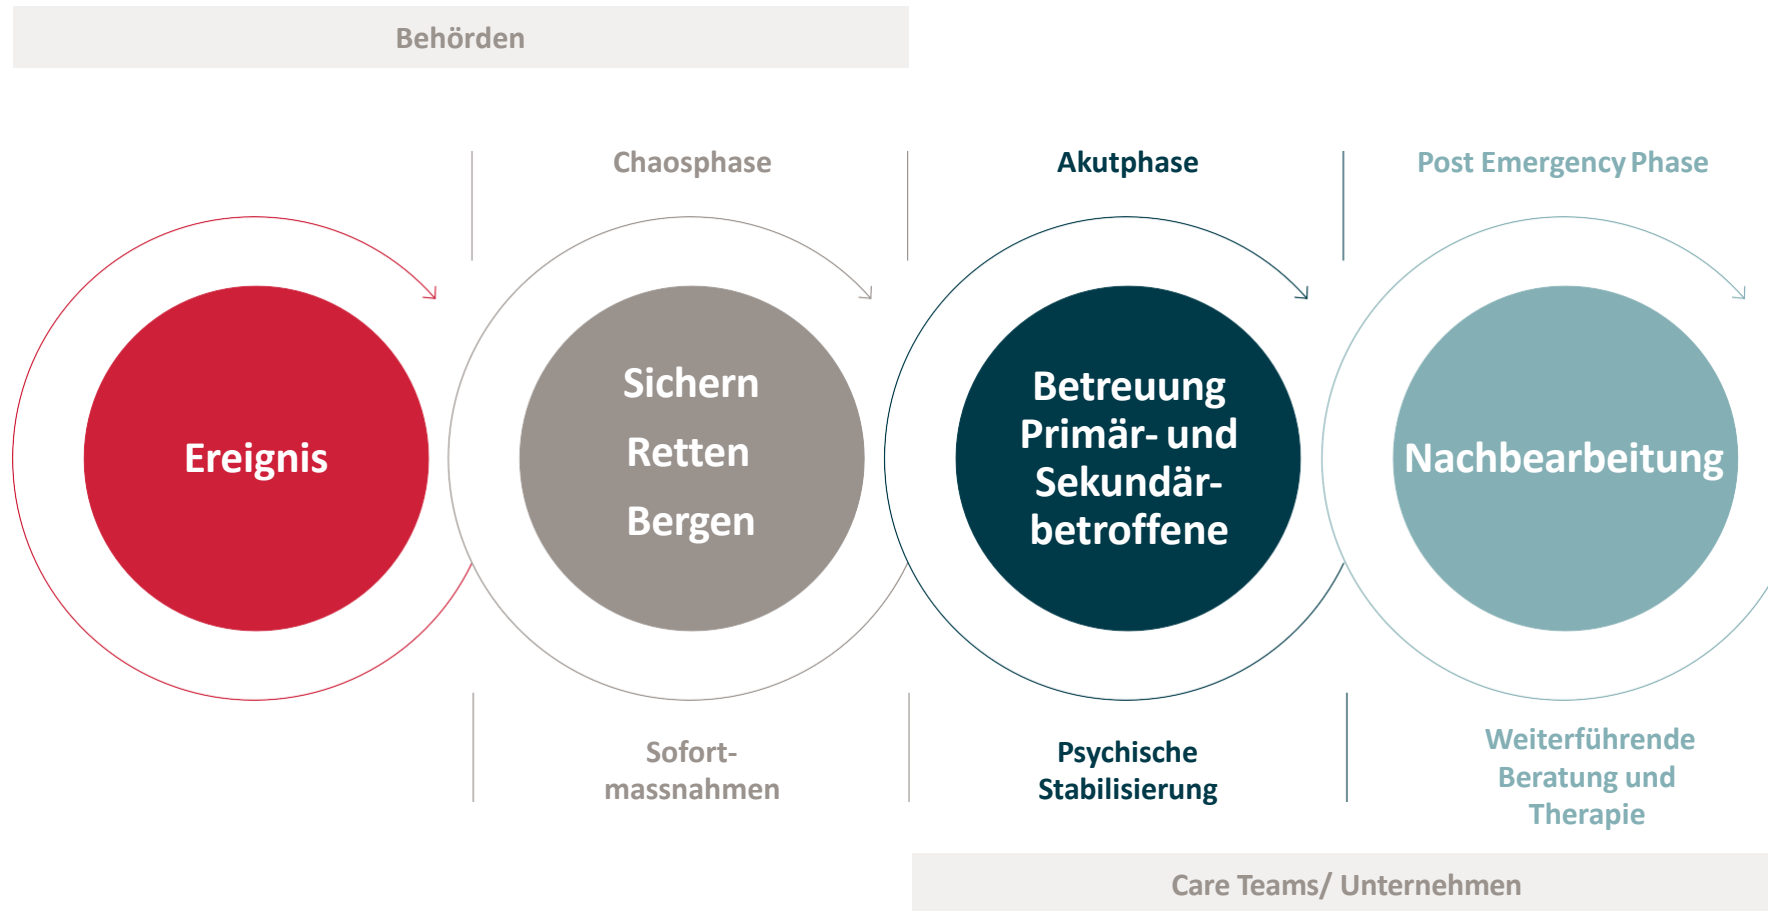 Behörden
Chaosphase
Akutphase
Post Emergency Phase
Ereignis
Sichern
Retten
Bergen
Betreuung
Primär- und
Sekundär-
betroffene
Nachbearbeitung
Sofort-
massnahmen
Psychische
Stabilisierung
Weiterführende
Beratung und
Therapie
Care Teams/ Unternehmen